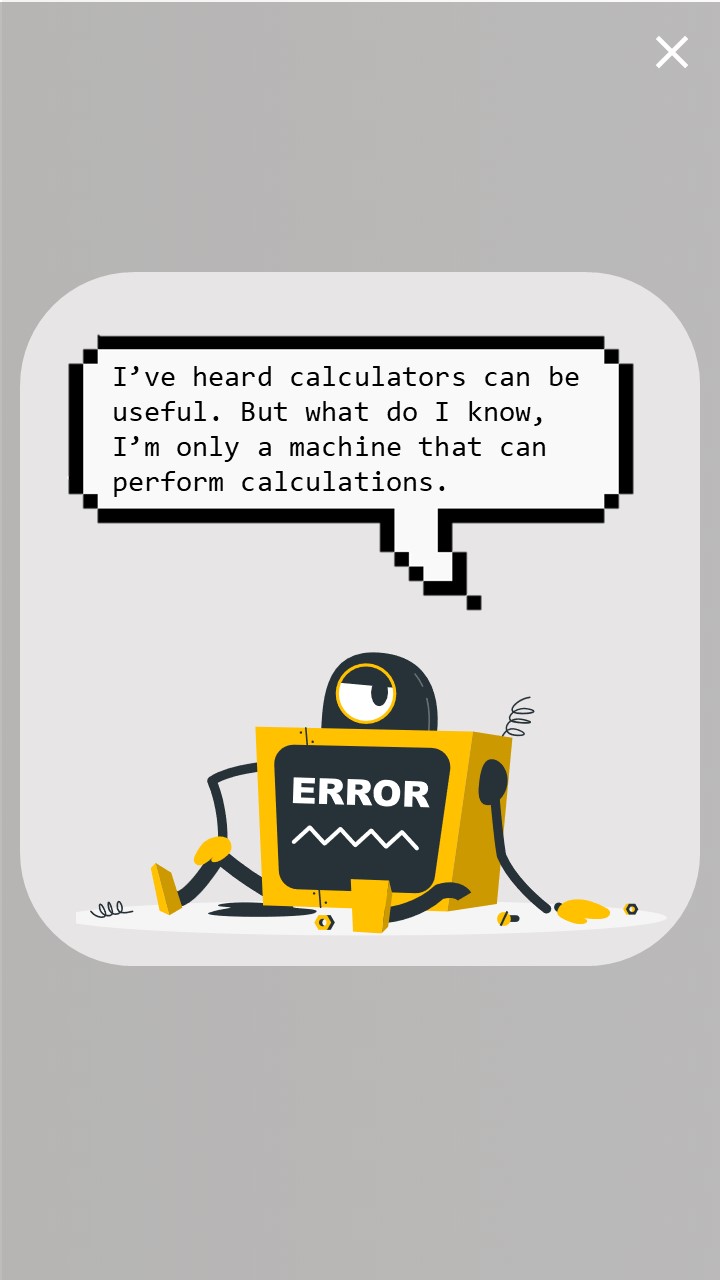 I’ve heard calculators can be
useful. But what do I know,
I’m only a machine that can
perform calculations.
ERROR